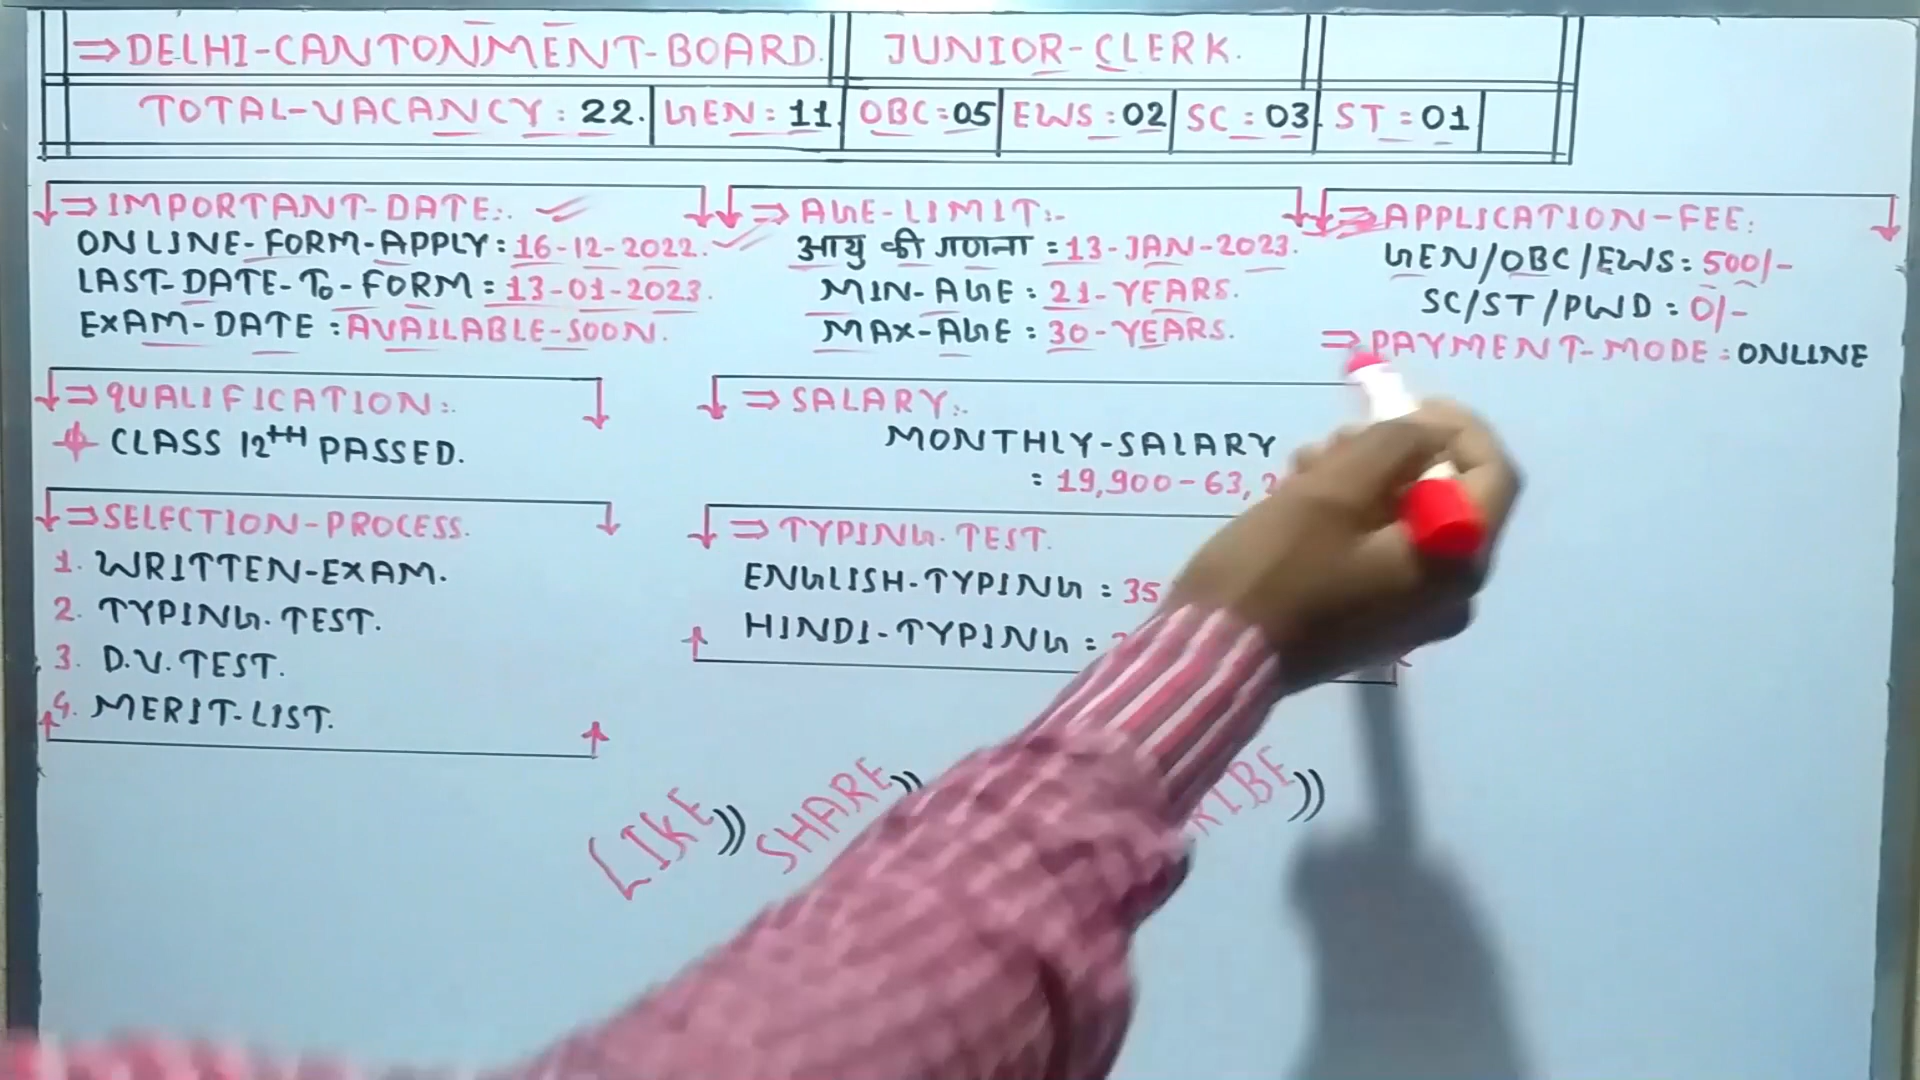 ⇒DELHI-CANTONMENT-BOARD. JUNIOR-CLERK.
TOTAL-VACANCY: 22. GEN: 11. OBC=05 EWS:02 SC:03. ST=01
⇒IMPORTANT-DATE:.
ONLINE-FORM-APPLY: 16-12-2022.
LAST-DATE-To-FORM= 13-01-2023.
EXAM-DATE: AVAILABLE-SOON.
⇒ AGE-LIMIT:-
आयु की गणना =13-JAN-2023.
MIN-AGE: 21-YEARS.
MAX-AGE: 30-YEARS.
⇒APPLICATION-FEE:
GEN/OBC/EWS: 500/-
SC/ST/PWD: 0/-
⇒PAYMENT-MODE:ONLINE
⇒QUALIFICATION:.
CLASS 12th PASSED.
⇒ SALARY:.
MONTHLY-SALARY
: 19,900-63,
⇒SELECTION-PROCESS.
1. WRITTEN-EXAM.
2. TYPING.TEST.
3. D.V.TEST.
4. MERIT-LIST.
⇒ TYPING.TEST.
ENGLISH-TYPING: 35
HINDI-TYPING:
LIKE)) SHARE)) RIBE))